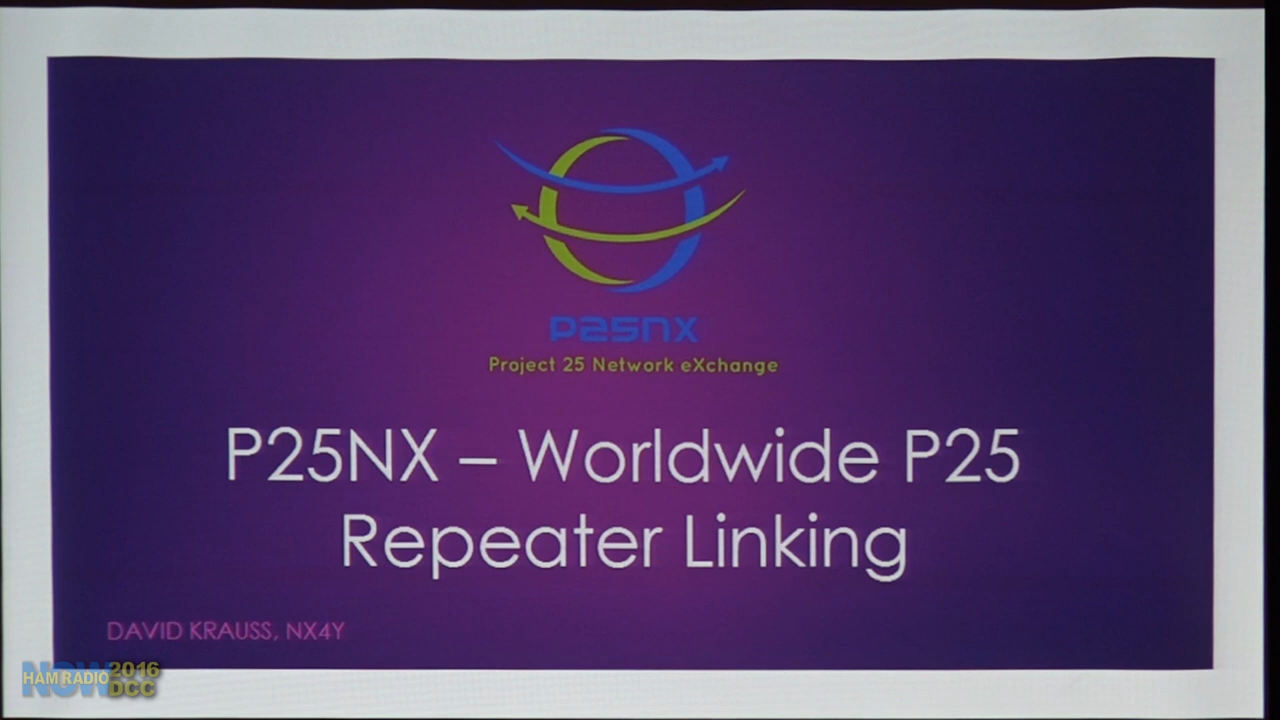 P25NX
Project 25 Network eXchange
P25NX – Worldwide P25
Repeater Linking
DAVID KRAUSS, NX4Y
NOW
HAM RADIO 2016
DCC